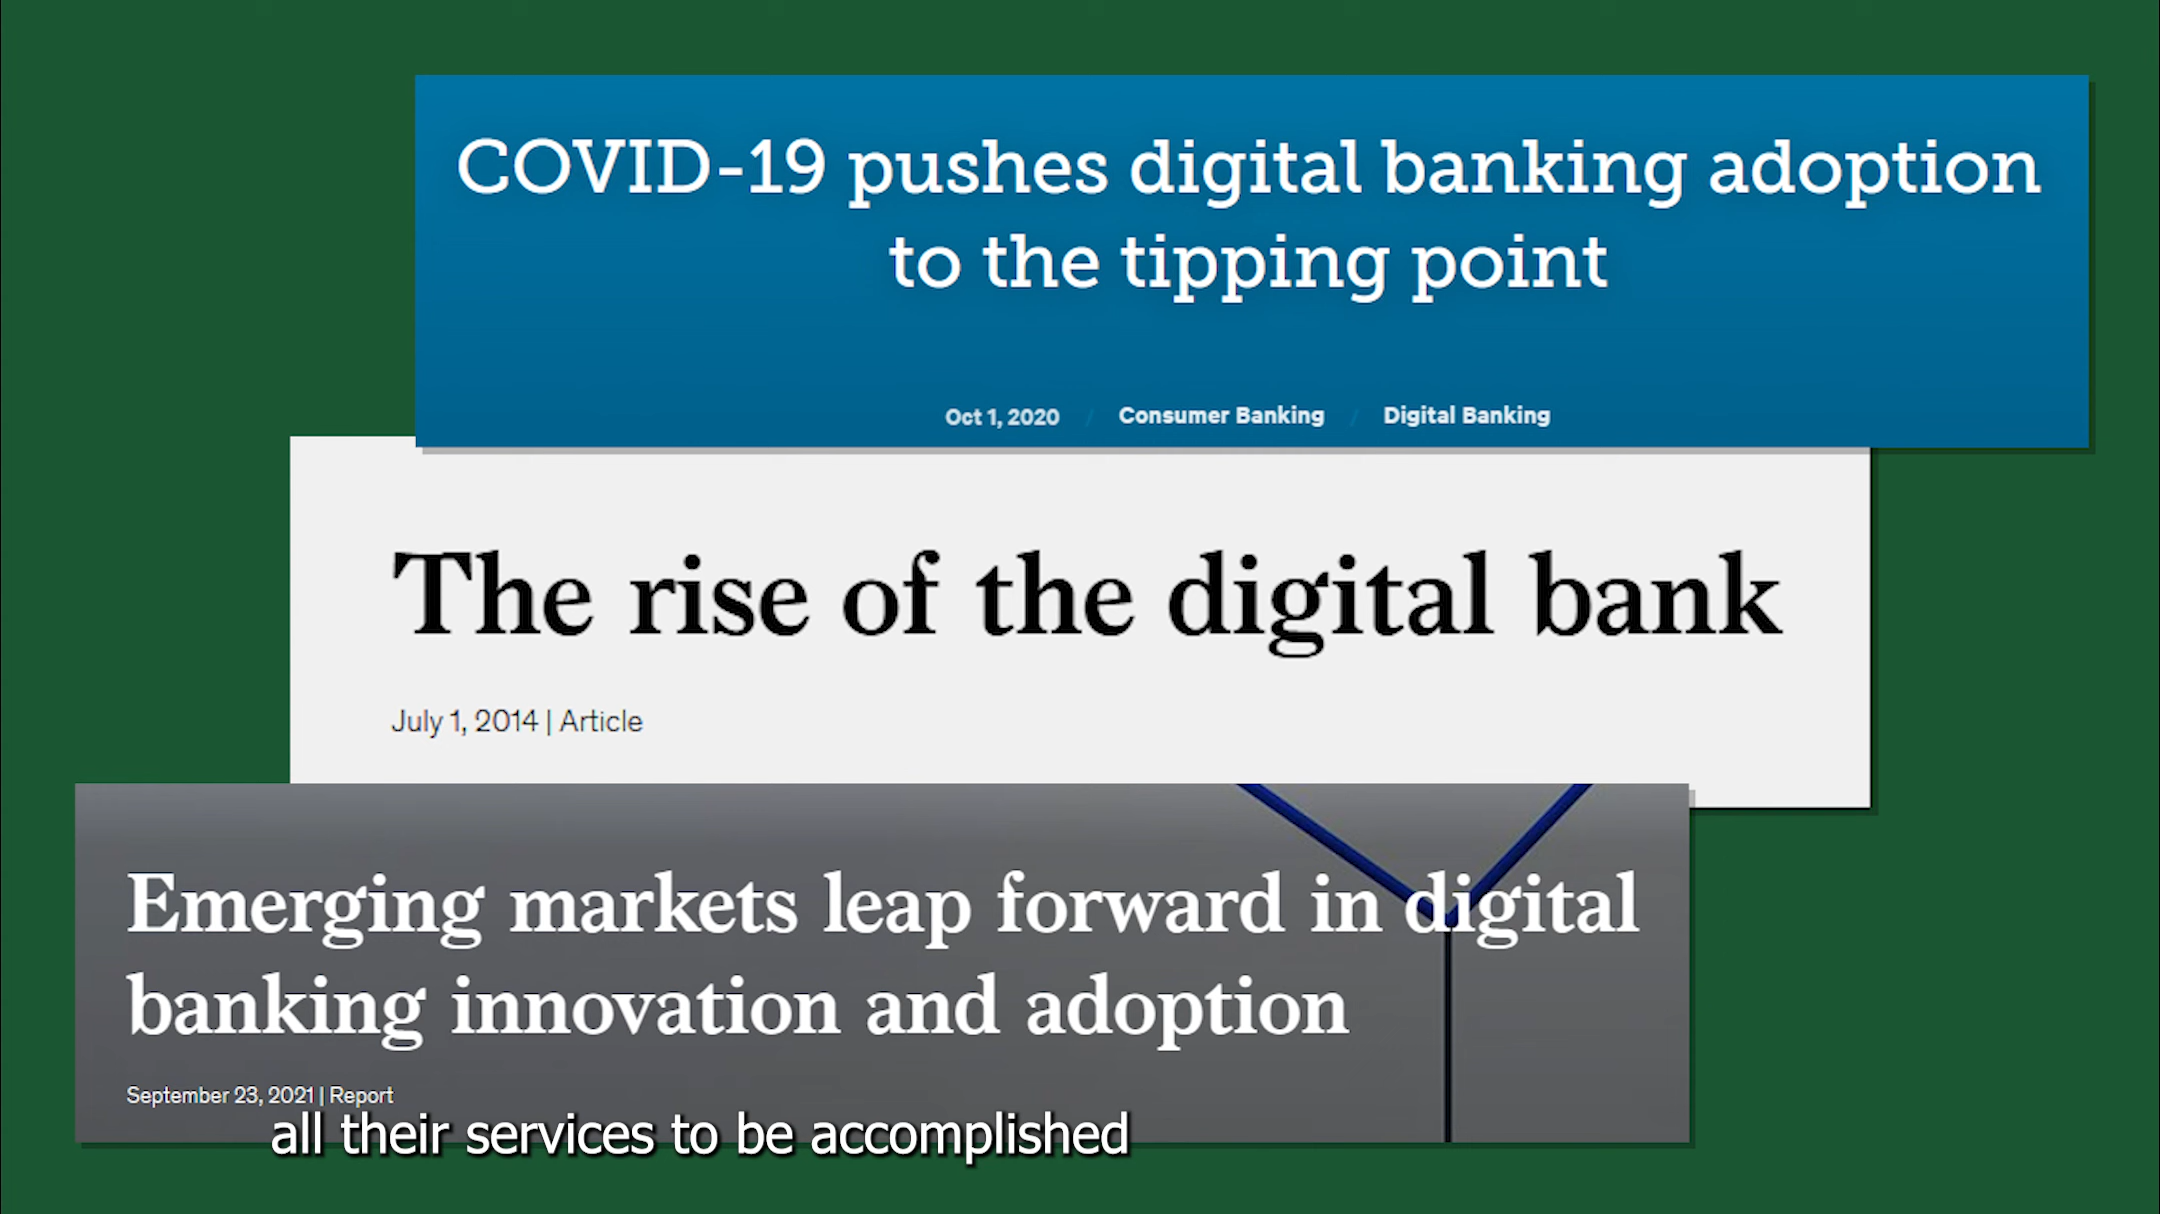 COVID-19 pushes digital banking adoption
to the tipping point
Oct 1, 2020 / Consumer Banking / Digital Banking
The rise of the digital bank
July 1, 2014 | Article
Emerging markets leap forward in digital
banking innovation and adoption
September 23, 2021 | Report
all their services to be accomplished